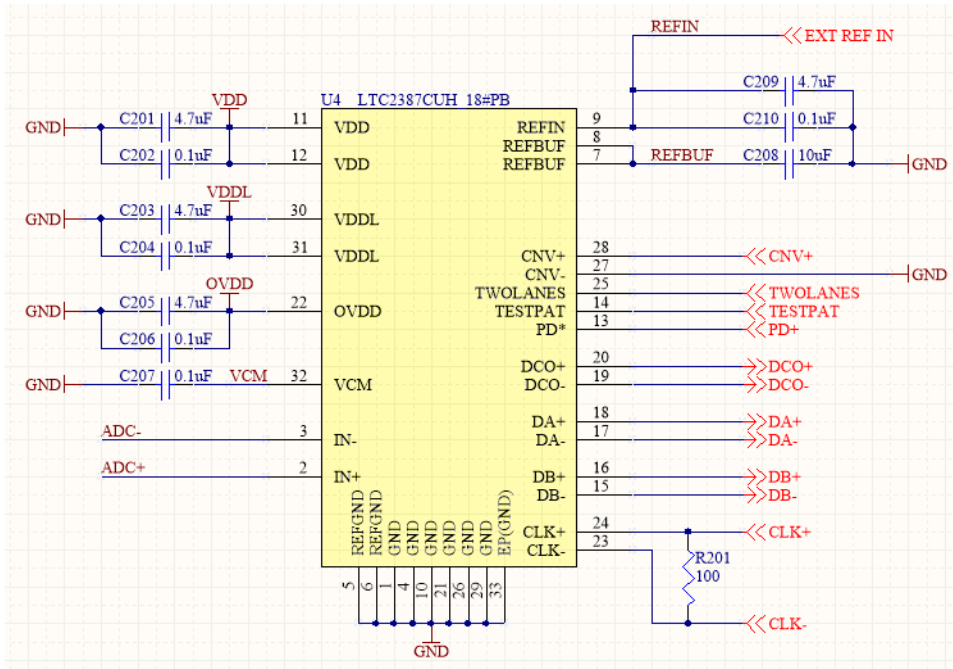 REFIN
EXT REF IN
C209 4.7uF
U4 LTC2387CUH_18#PB
VDD
GND C201 4.7uF 11 VDD
REFIN 9 C210 0.1uF
REFBUF 8
C202 0.1uF 12 VDD
REFBUF 7 REFBUF C208 10uF GND
VDDL
GND C203 4.7uF 30 VDDL
C204 0.1uF 31 VDDL
CNV+ 28 CNV+
CNV- 27 GND
OVDD
TWOLANES 25 TWOLANES
GND C205 4.7uF 22 OVDD
TESTPAT 14 TESTPAT
PD* 13 PD+
C206 0.1uF
DCO+ 20 DCO+
GND C207 0.1uF VCM 32 VCM
DCO- 19 DCO-
DA+ 18 DA+
ADC- 3 IN-
DA- 17 DA-
ADC+ 2 IN+
DB+ 16 DB+
DB- 15 DB-
REFGND
REFGND
GND
GND
GND
GND
GND
GND
EP(GND)
CLK+ 24 CLK+
CLK- 23
R201
100
5
6
1
4
10
21
26
29
33
CLK-
GND